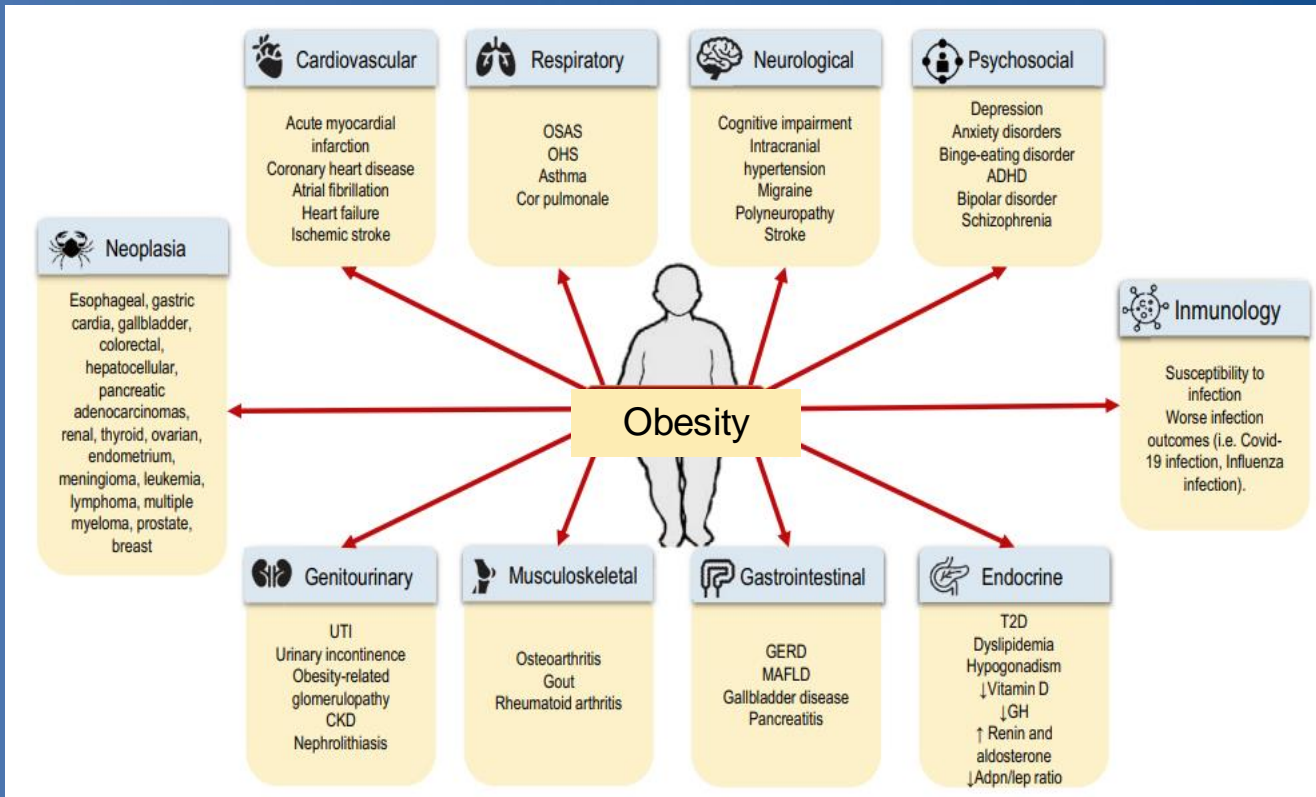 Cardiovascular
Acute myocardial
infarction
Coronary heart disease
Atrial fibrillation
Heart failure
Ischemic stroke
Respiratory
OSAS
OHS
Asthma
Cor pulmonale
Neurological
Cognitive impairment
Intracranial
hypertension
Migraine
Polyneuropathy
Stroke
Psychosocial
Depression
Anxiety disorders
Binge-eating disorder
ADHD
Bipolar disorder
Schizophrenia
Neoplasia
Esophageal, gastric
cardia, gallbladder,
colorectal,
hepatocellular,
pancreatic
adenocarcinomas,
renal, thyroid, ovarian,
endometrium,
meningioma, leukemia,
lymphoma, multiple
myeloma, prostate,
breast
Obesity
Inmunology
Susceptibility to
infection
Worse infection
outcomes (i.e. Covid-
19 infection, Influenza
infection).
Genitourinary
UTI
Urinary incontinence
Obesity-related
glomerulopathy
CKD
Nephrolithiasis
Musculoskeletal
Osteoarthritis
Gout
Rheumatoid arthritis
Gastrointestinal
GERD
MAFLD
Gallbladder disease
Pancreatitis
Endocrine
T2D
Dyslipidemia
Hypogonadism
↓Vitamin D
↓GH
↑ Renin and
aldosterone
↓Adpn/lep ratio